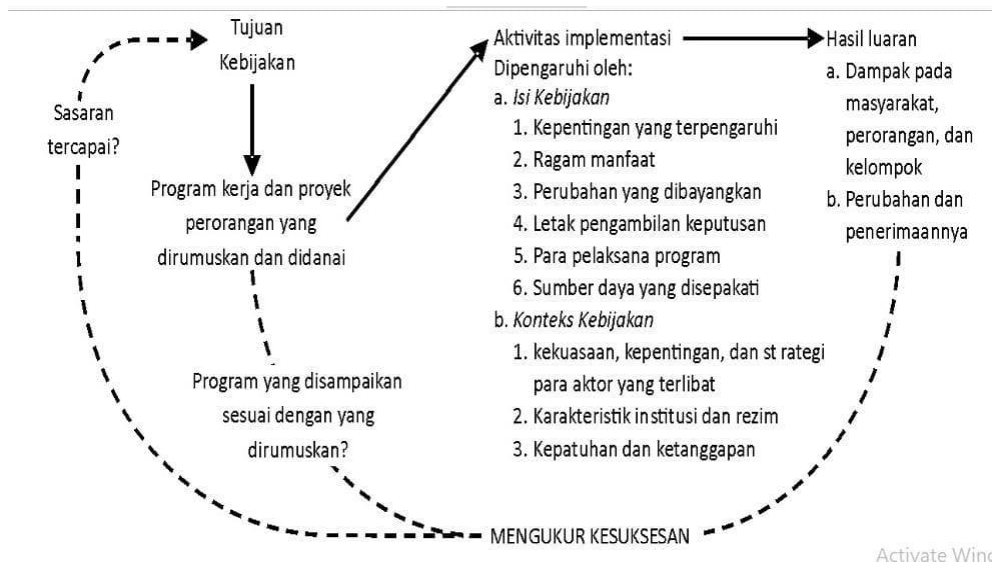 Tujuan
Kebijakan
Sasaran
tercapai?
Program kerja dan proyek
perorangan yang
dirumuskan dan didanai
Program yang disampaikan
sesuai dengan yang
dirumuskan?
Aktivitas implementasi
Dipengaruhi oleh:
a. Isi Kebijakan
1. Kepentingan yang terpengaruhi
2. Ragam manfaat
3. Perubahan yang dibayangkan
4. Letak pengambilan keputusan
5. Para pelaksana program
6. Sumber daya yang disepakati
b. Konteks Kebijakan
1. kekuasaan, kepentingan, dan st rategi
para aktor yang terlibat
2. Karakteristik institusi dan rezim
3. Kepatuhan dan ketanggapan
Hasil luaran
a. Dampak pada
masyarakat,
perorangan, dan
kelompok
b. Perubahan dan
penerimaannya
MENGUKUR KESUKSESAN
Activate Wind